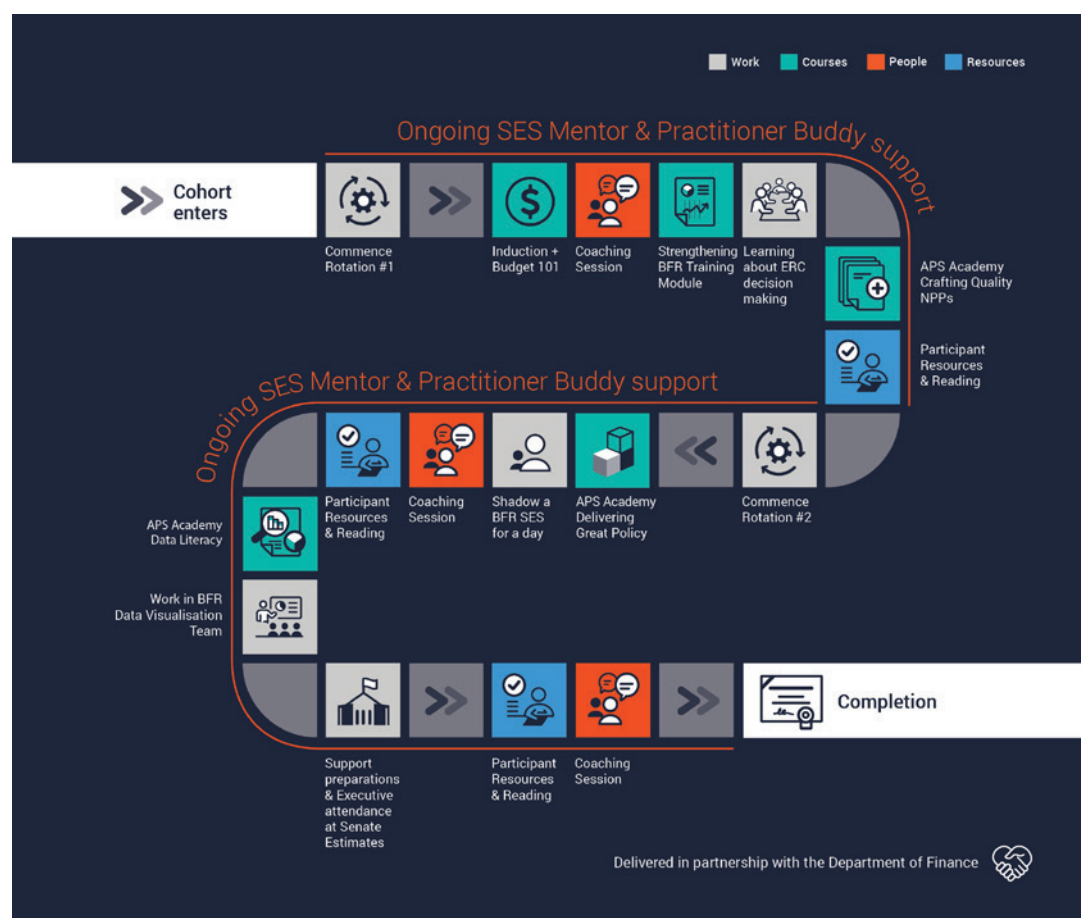 Work
Courses
People
Resources
Ongoing SES Mentor & Practitioner Buddy support
Cohort
enters
Commence
Rotation #1
Induction +
Budget 101
Coaching
Session
Strengthening
BFR Training
Module
Learning
about ERC
decision
making
APS Academy
Crafting Quality
NPPs
Participant
Resources
& Reading
Ongoing SES Mentor & Practitioner Buddy support
Commence
Rotation #2
APS Academy
Delivering
Great Policy
Shadow a
BFR SES
for a day
Coaching
Session
Participant
Resources
& Reading
APS Academy
Data Literacy
Work in BFR
Data Visualisation
Team
Support
preparations
& Executive
attendance
at Senate
Estimates
Participant
Resources
& Reading
Coaching
Session
Completion
Delivered in partnership with the Department of Finance